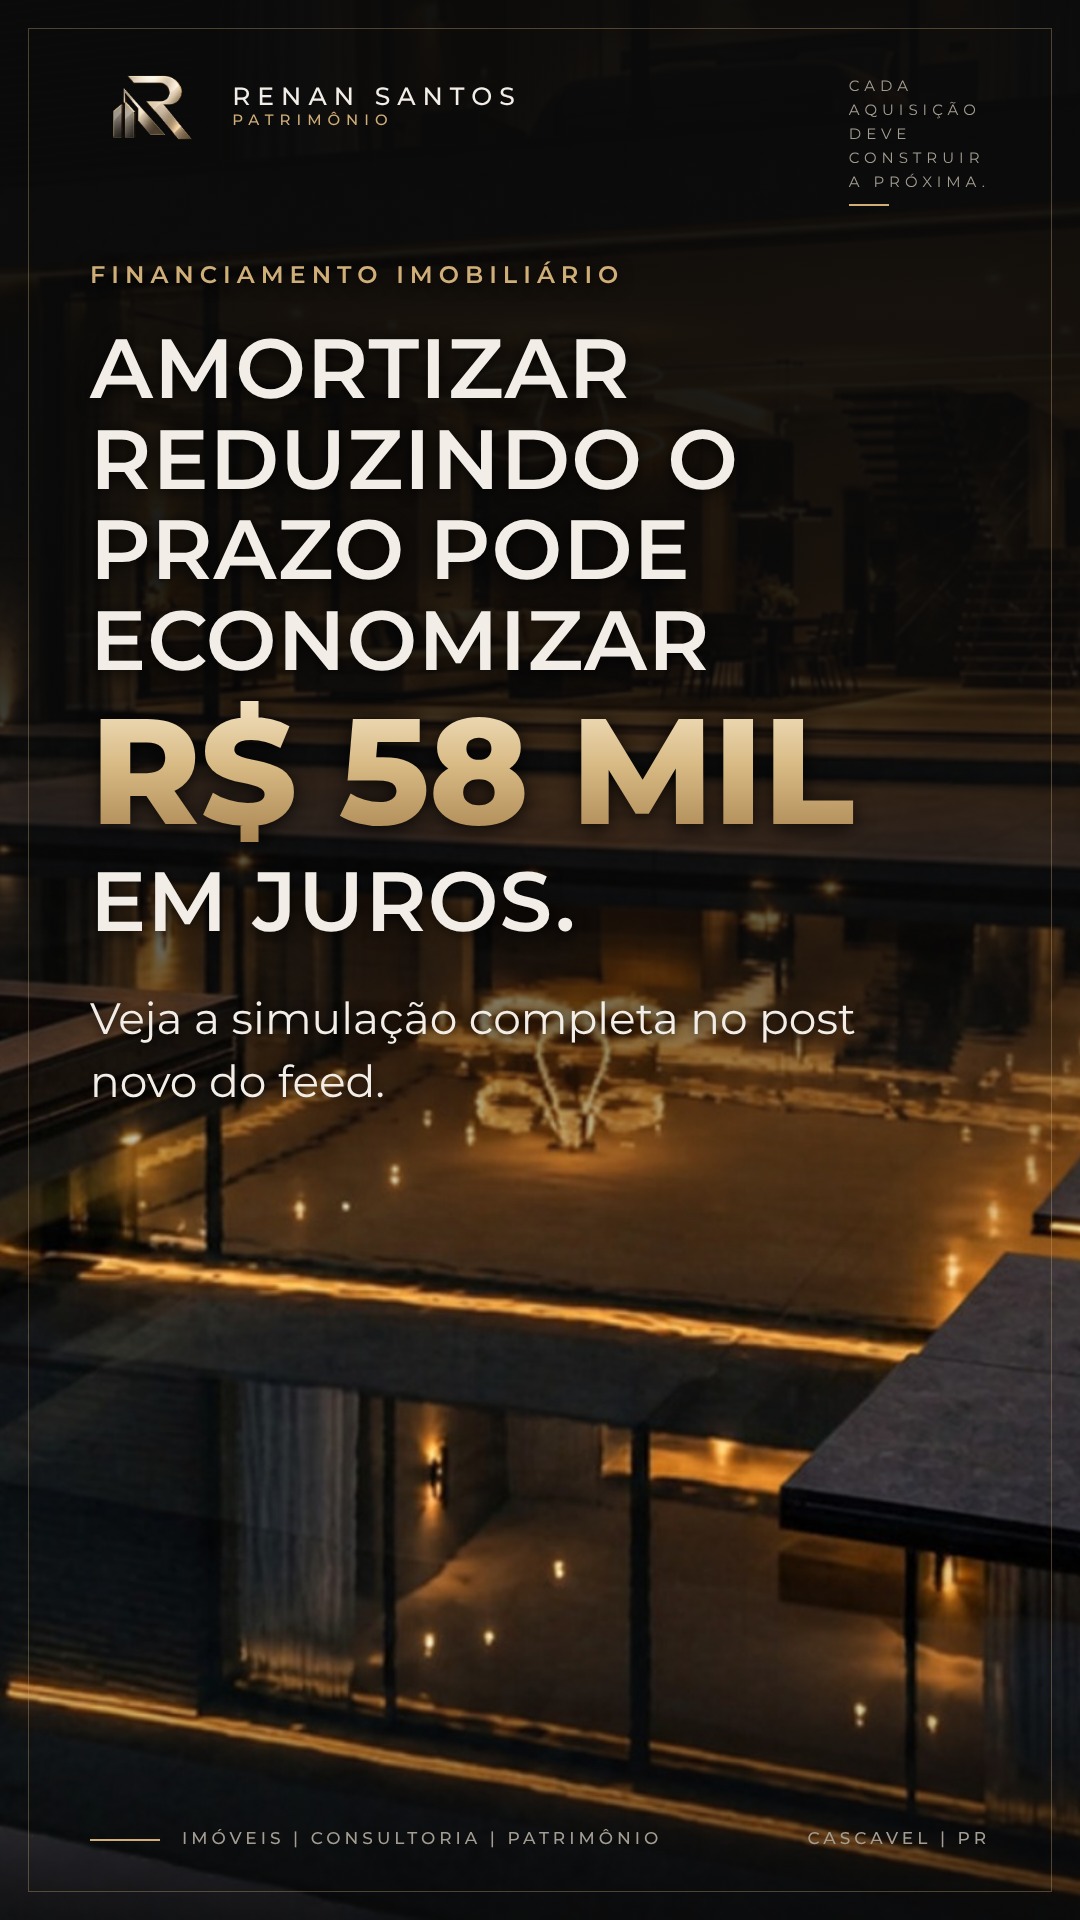 RENAN SANTOS
PATRIMÔNIO
CADA
AQUISIÇÃO
DEVE
CONSTRUIR
A PRÓXIMA.
FINANCIAMENTO IMOBILIÁRIO
AMORTIZAR
REDUZINDO O
PRAZO PODE
ECONOMIZAR
R$ 58 MIL
EM JUROS.
Veja a simulação completa no post
novo do feed.
IMÓVEIS | CONSULTORIA | PATRIMÔNIO
CASCAVEL | PR